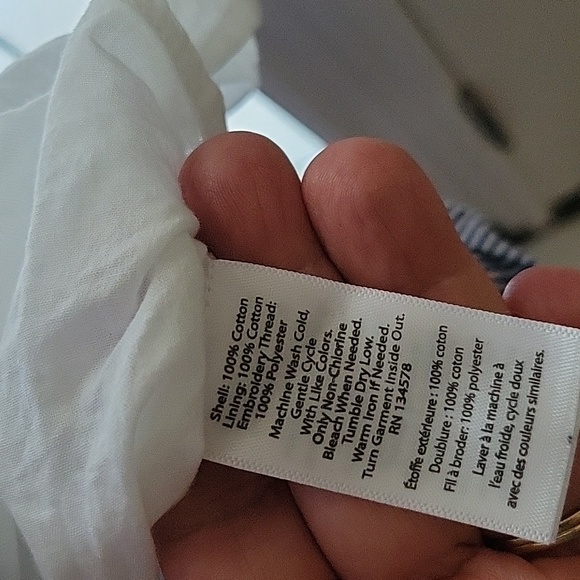 Shell: 100% Cotton
Lining: 100% Cotton
Embroidery Thread:
100% Polyester
Machine Wash Cold,
Gentle Cycle
With Like Colors.
Only Non-Chlorine
Bleach When Needed.
Tumble Dry Low.
Warm Iron If Needed.
Turn Garment Inside Out.
RN 134578
Étoffe extérieure : 100% coton
Doublure : 100% coton
Fil à broder: 100% polyester
Laver à la machine à
l'eau froide, cycle doux
avec des couleurs similaires.